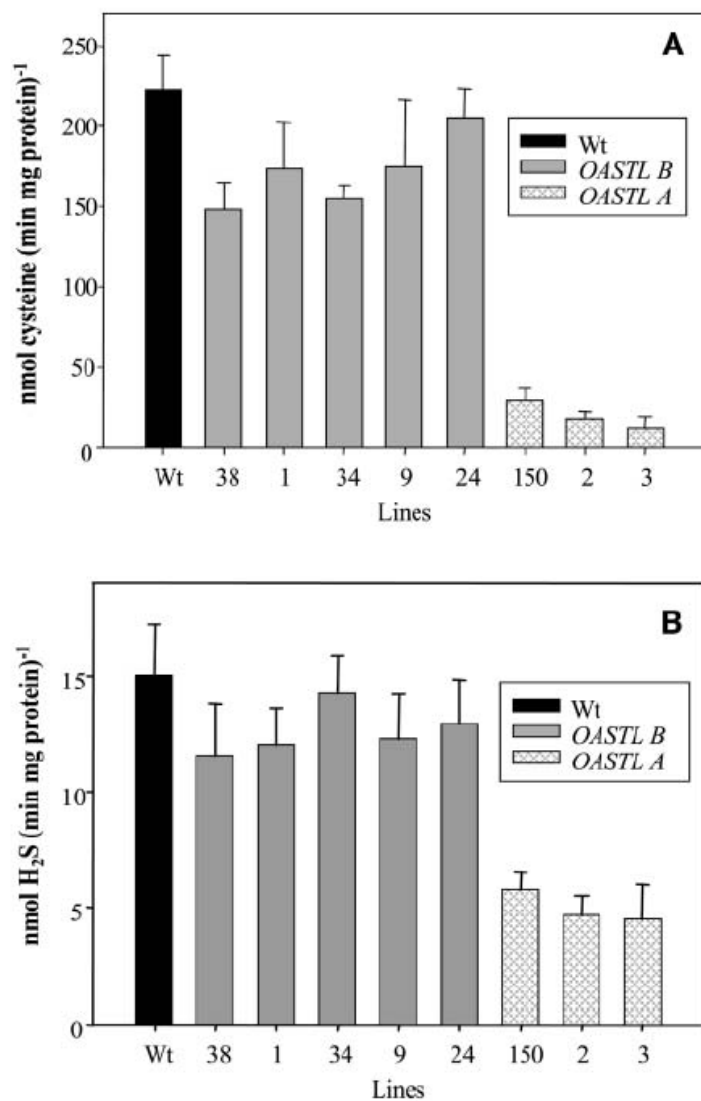 A
250
200
150
100
50
0
nmol cysteine (min mg protein)-1
Wt
OASTL B
OASTL A
Wt 38 1 34 9 24 150 2 3
Lines
B
15
10
5
0
nmol H₂S (min mg protein)-1
Wt
OASTL B
OASTL A
Wt 38 1 34 9 24 150 2 3
Lines